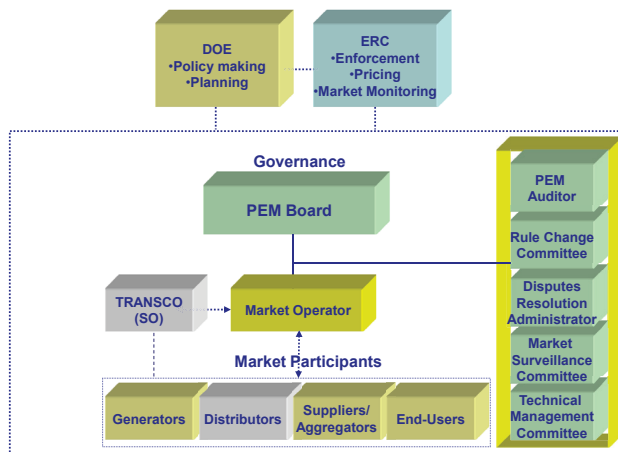 DOE
•Policy making
•Planning
ERC
•Enforcement
•Pricing
•Market Monitoring
Governance
PEM Board
PEM
Auditor
Rule Change
Committee
Disputes
Resolution
Administrator
Market
Surveillance
Committee
Technical
Management
Committee
TRANSCO
(SO)
Market Operator
Market Participants
Generators
Distributors
Suppliers/
Aggregators
End-Users